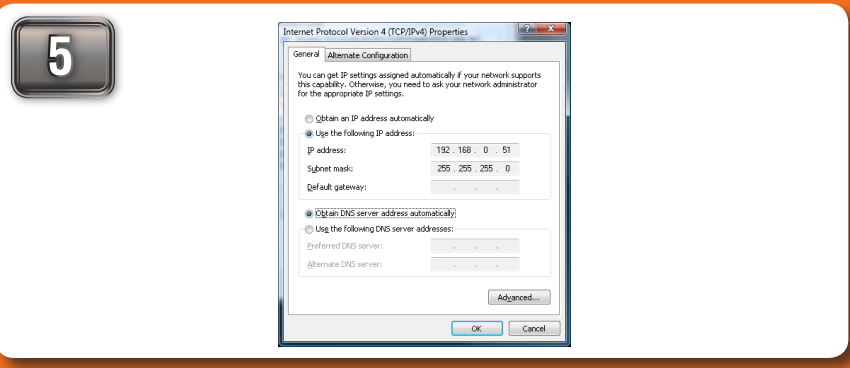 5
Internet Protocol Version 4 (TCP/IPv4) Properties
General Alternate Configuration
You can get IP settings assigned automatically if your network supports
this capability. Otherwise, you need to ask your network administrator
for the appropriate IP settings.
Obtain an IP address automatically
Use the following IP address:
IP address: 192 . 168 . 0 . 51
Subnet mask: 255 . 255 . 255 . 0
Default gateway: . . .
Obtain DNS server address automatically
Use the following DNS server addresses:
Preferred DNS server: . . .
Alternate DNS server: . . .
Advanced...
OK Cancel